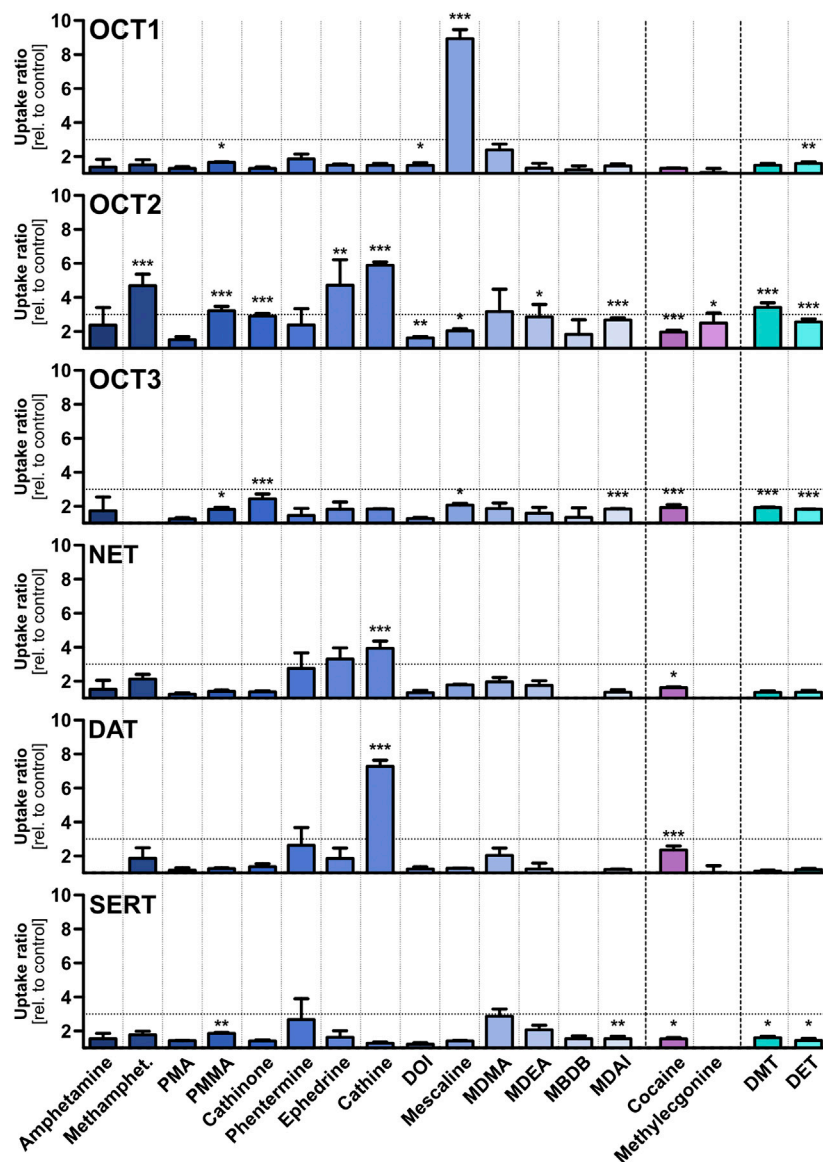 OCT1
Uptake ratio
[rel. to control]
10
8
6
4
2
* * *** **
OCT2
Uptake ratio
[rel. to control]
10
8
6
4
2
*** *** *** ** *** ** * * *** *** * *** ***
OCT3
Uptake ratio
[rel. to control]
10
8
6
4
2
* *** * *** *** *** ***
NET
Uptake ratio
[rel. to control]
10
8
6
4
2
*** *
DAT
Uptake ratio
[rel. to control]
10
8
6
4
2
*** ***
SERT
Uptake ratio
[rel. to control]
10
8
6
4
2
** ** * * *
Amphetamine
Methamphet.
PMA
PMMA
Cathinone
Phentermine
Ephedrine
Cathine
DOI
Mescaline
MDMA
MDEA
MBDB
MDAI
Cocaine
Methylecgonine
DMT
DET